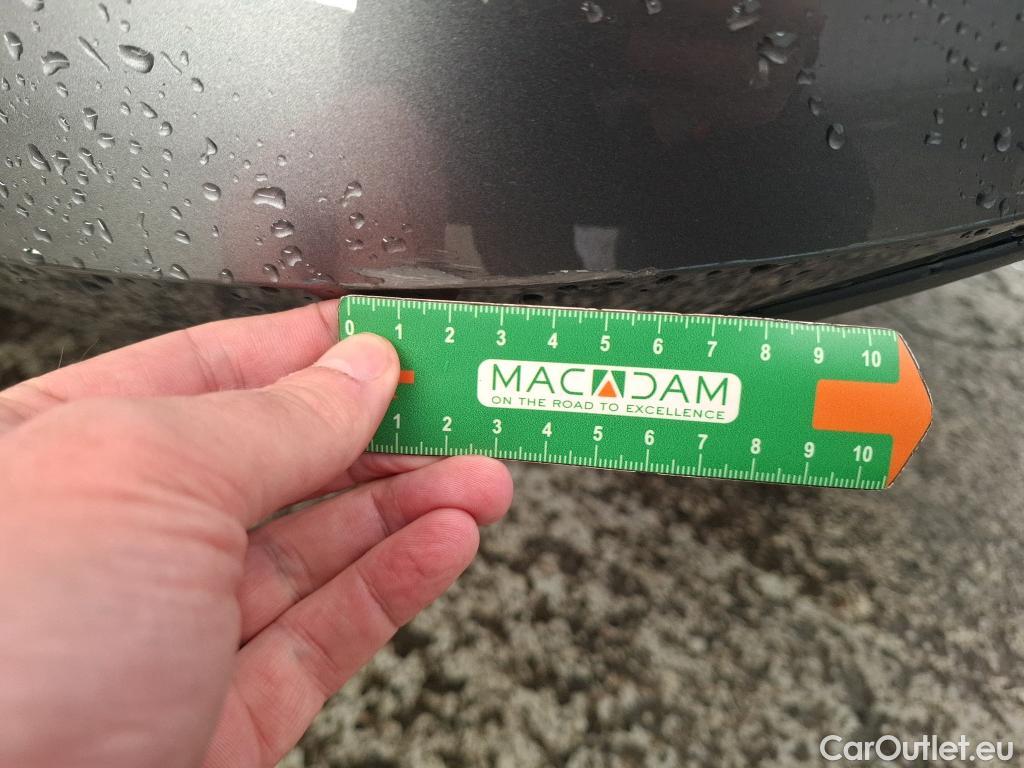 0 1 2 3 4 5 6 7 8 9 10
MACADAM
ON THE ROAD TO EXCELLENCE
1 2 3 4 5 6 7 8 9 10
CarOutlet.eu